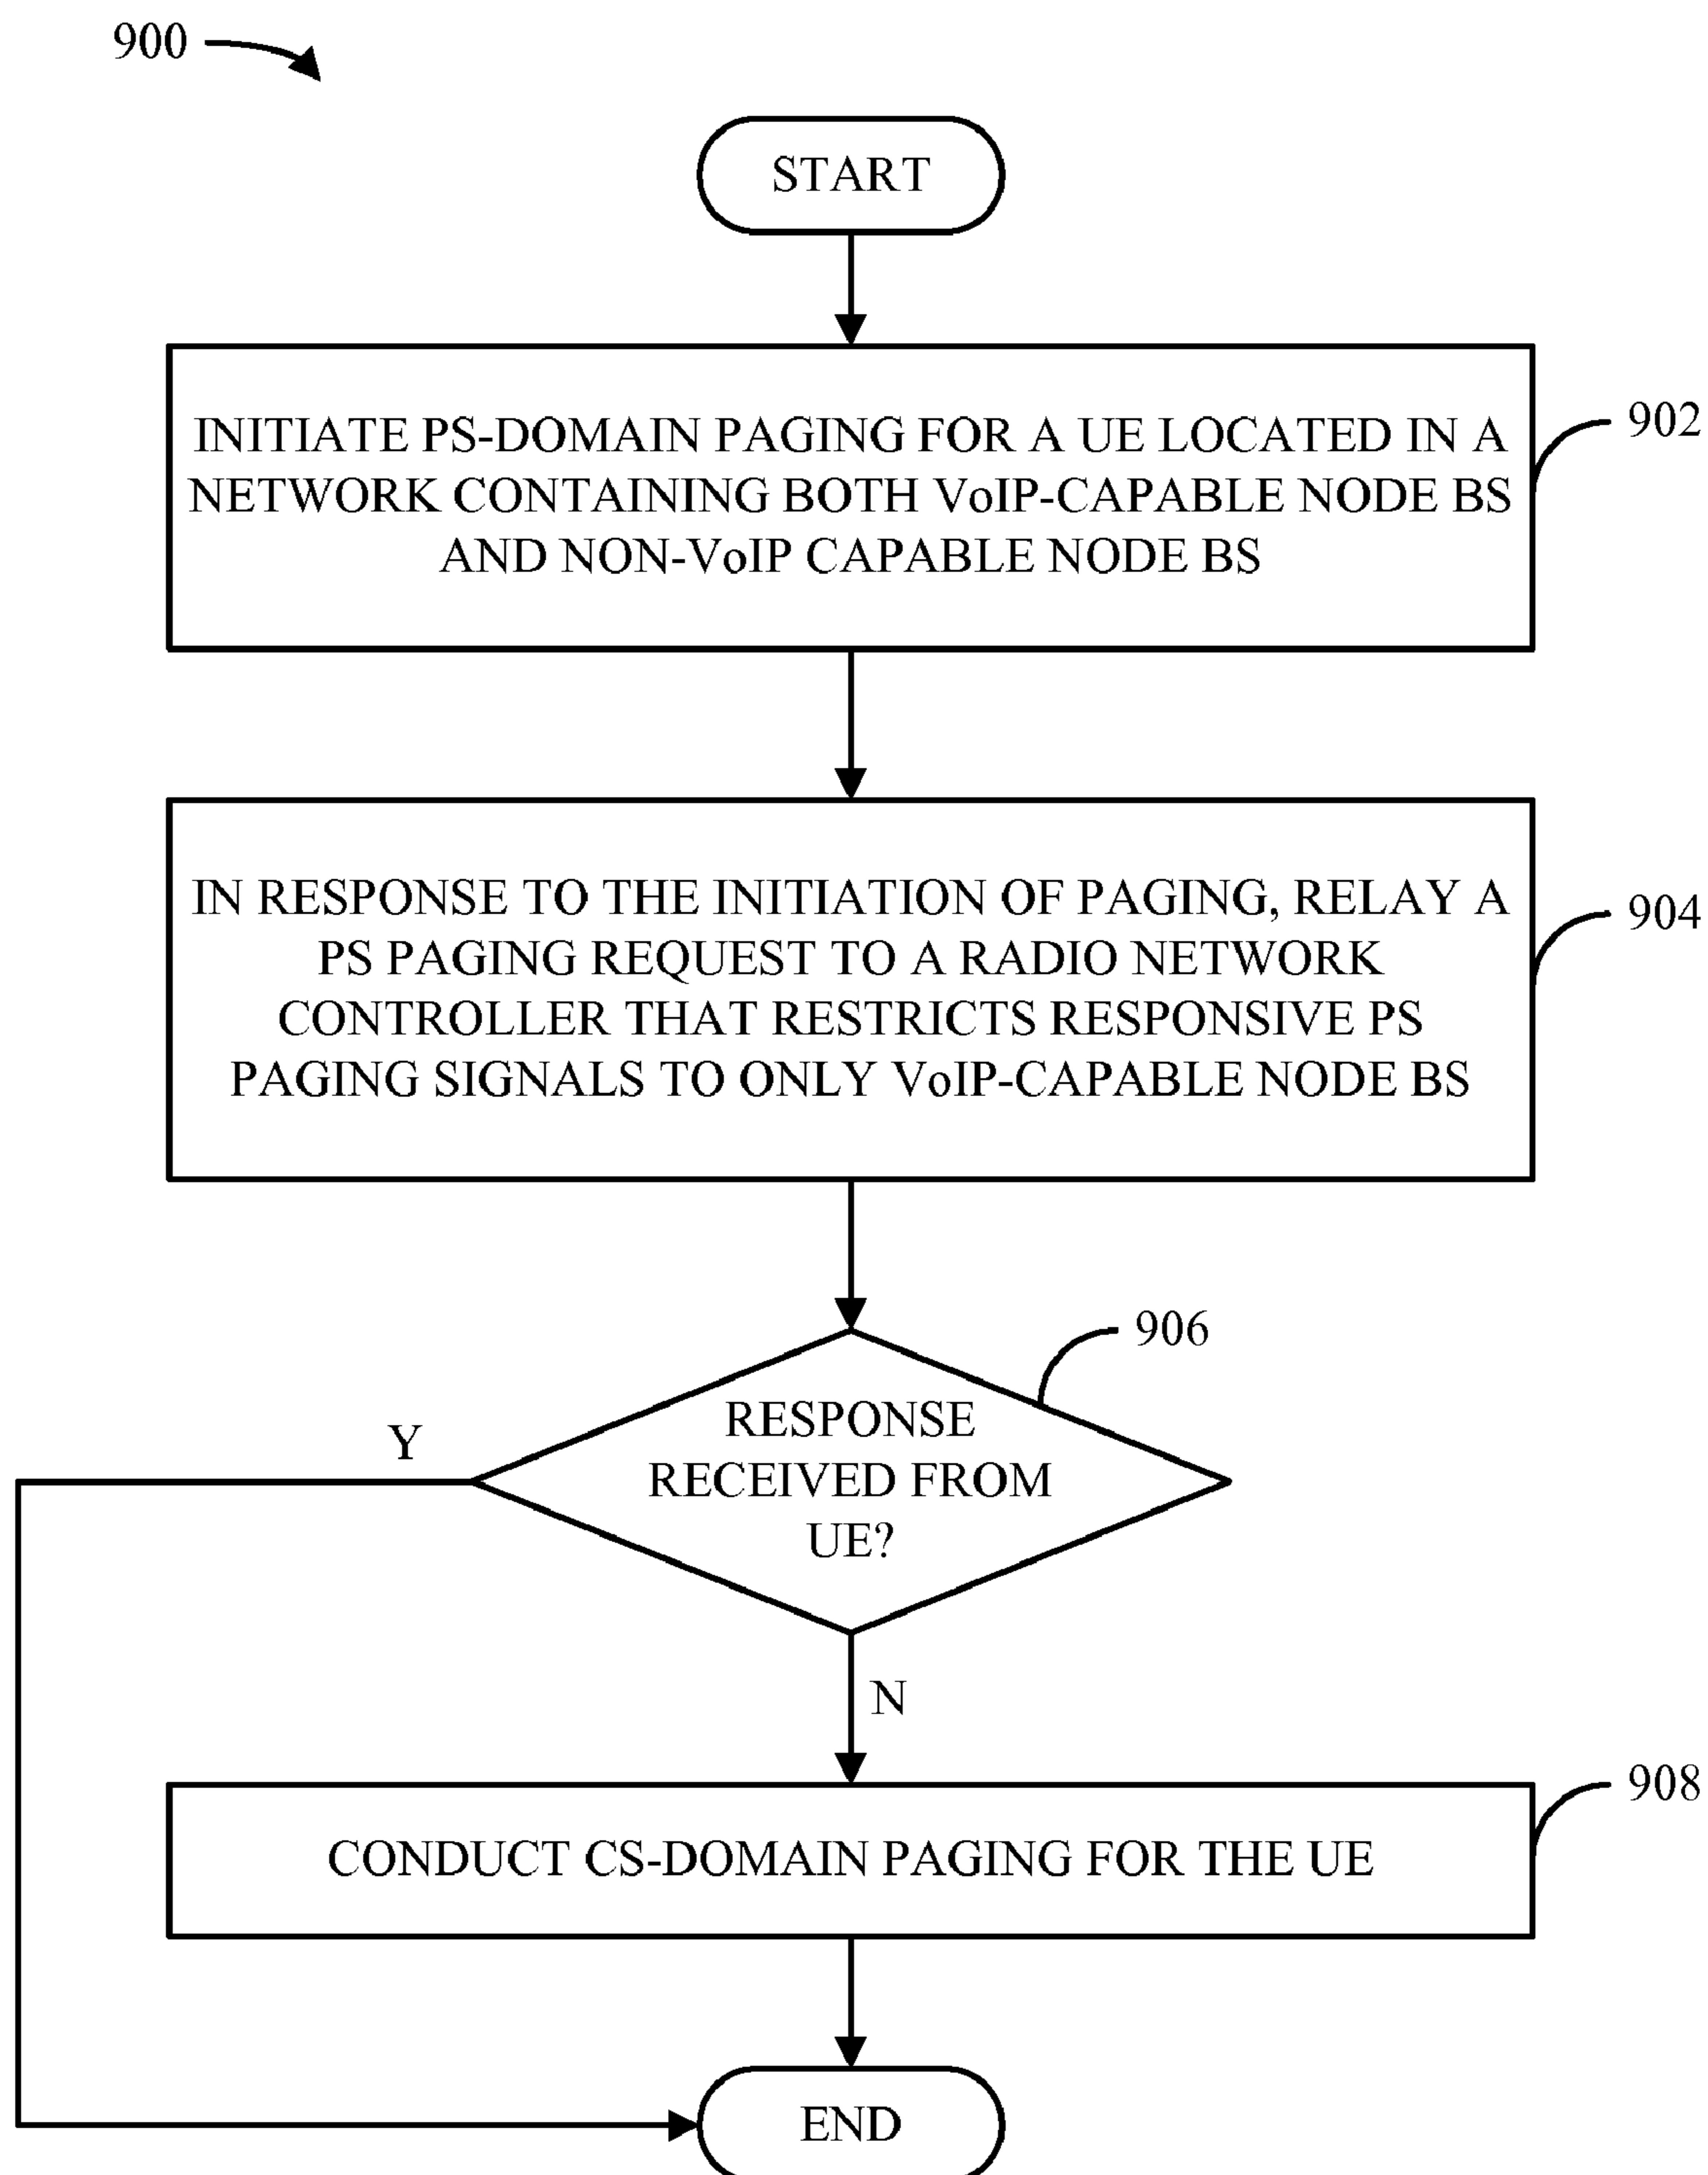 900
START
INITIATE PS-DOMAIN PAGING FOR A UE LOCATED IN A
NETWORK CONTAINING BOTH VoIP-CAPABLE NODE BS
AND NON-VoIP CAPABLE NODE BS
902
IN RESPONSE TO THE INITIATION OF PAGING, RELAY A
PS PAGING REQUEST TO A RADIO NETWORK
CONTROLLER THAT RESTRICTS RESPONSIVE PS
PAGING SIGNALS TO ONLY VoIP-CAPABLE NODE BS
904
906
RESPONSE
RECEIVED FROM
UE?
Y
N
CONDUCT CS-DOMAIN PAGING FOR THE UE
908
END